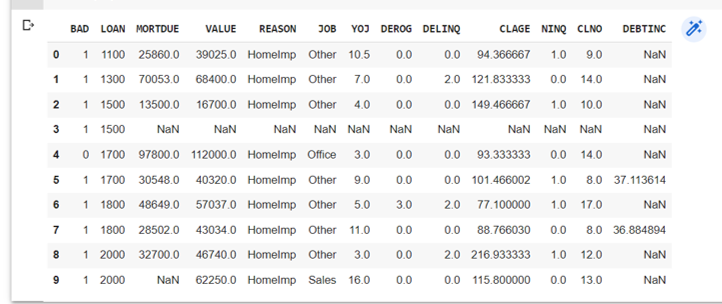 BAD LOAN MORTDUE VALUE REASON JOB YOJ DEROG DELINQ CLAGE NINQ CLNO DEBTINC
0 1 1100 25860.0 39025.0 HomeImp Other 10.5 0.0 0.0 94.366667 1.0 9.0 NaN
1 1 1300 70053.0 68400.0 HomeImp Other 7.0 0.0 2.0 121.833333 0.0 14.0 NaN
2 1 1500 13500.0 16700.0 HomeImp Other 4.0 0.0 0.0 149.466667 1.0 10.0 NaN
3 1 1500 NaN NaN NaN NaN NaN NaN NaN NaN NaN NaN NaN
4 0 1700 97800.0 112000.0 HomeImp Office 3.0 0.0 0.0 93.333333 0.0 14.0 NaN
5 1 1700 30548.0 40320.0 HomeImp Other 9.0 0.0 0.0 101.466002 1.0 8.0 37.113614
6 1 1800 48649.0 57037.0 HomeImp Other 5.0 3.0 2.0 77.100000 1.0 17.0 NaN
7 1 1800 28502.0 43034.0 HomeImp Other 11.0 0.0 0.0 88.766030 0.0 8.0 36.884894
8 1 2000 32700.0 46740.0 HomeImp Other 3.0 0.0 2.0 216.933333 1.0 12.0 NaN
9 1 2000 NaN 62250.0 HomeImp Sales 16.0 0.0 0.0 115.800000 0.0 13.0 NaN